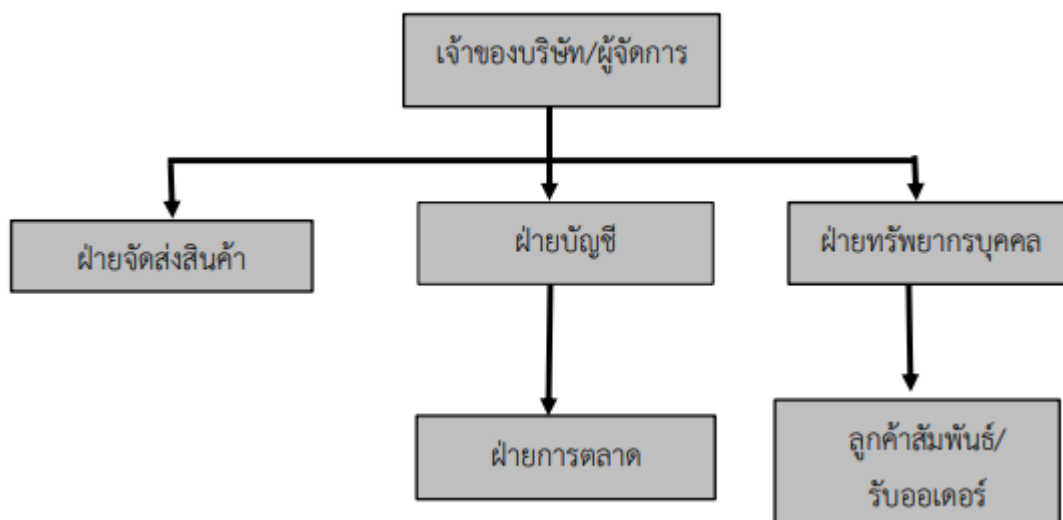 เจ้าของบริษัท/ผู้จัดการ
ฝ่ายจัดส่งสินค้า
ฝ่ายบัญชี
ฝ่ายทรัพยากรบุคคล
ฝ่ายการตลาด
ลูกค้าสัมพันธ์/
รับออเดอร์